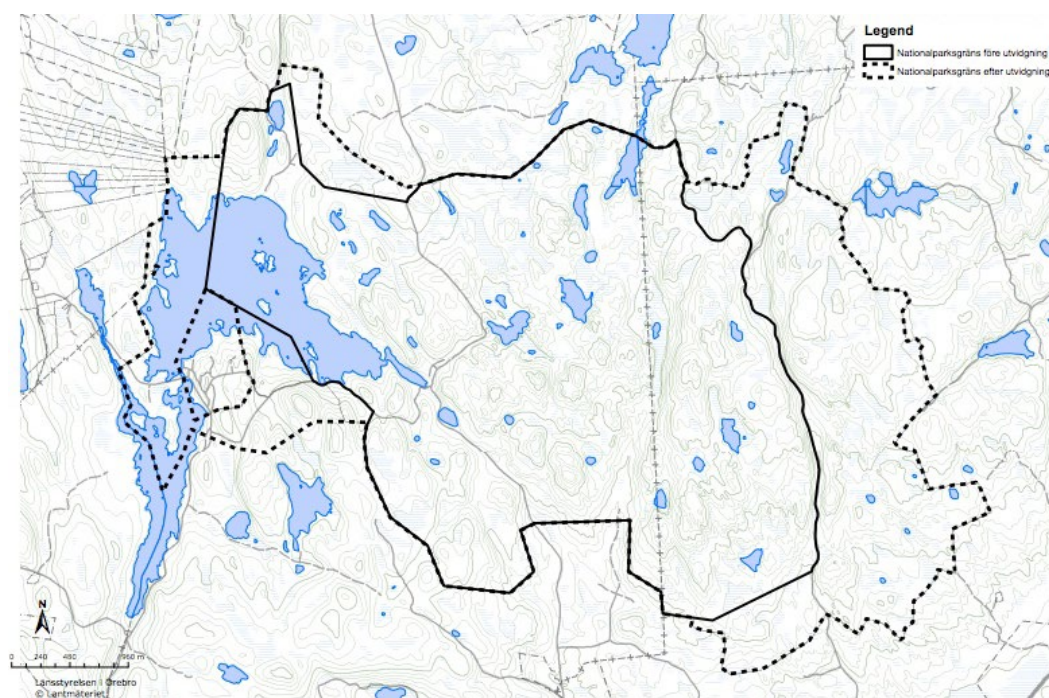 Legend
Nationalparksgräns före utvidgning
Nationalparksgräns efter utvidgning
N
0 240 480 960 m
Länsstyrelsen i Örebro
© Lantmäteriet